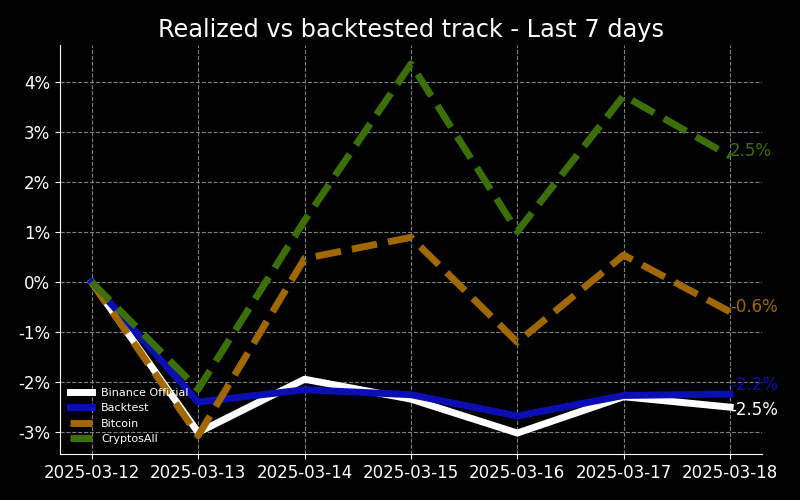 Realized vs backtested track - Last 7 days
4%
3%
2%
1%
0%
-1%
-2%
-3%
2.5%
-0.6%
-2.2%
-2.5%
Binance Official
Backtest
Bitcoin
CryptosAll
2025-03-12 2025-03-13 2025-03-14 2025-03-15 2025-03-16 2025-03-17 2025-03-18